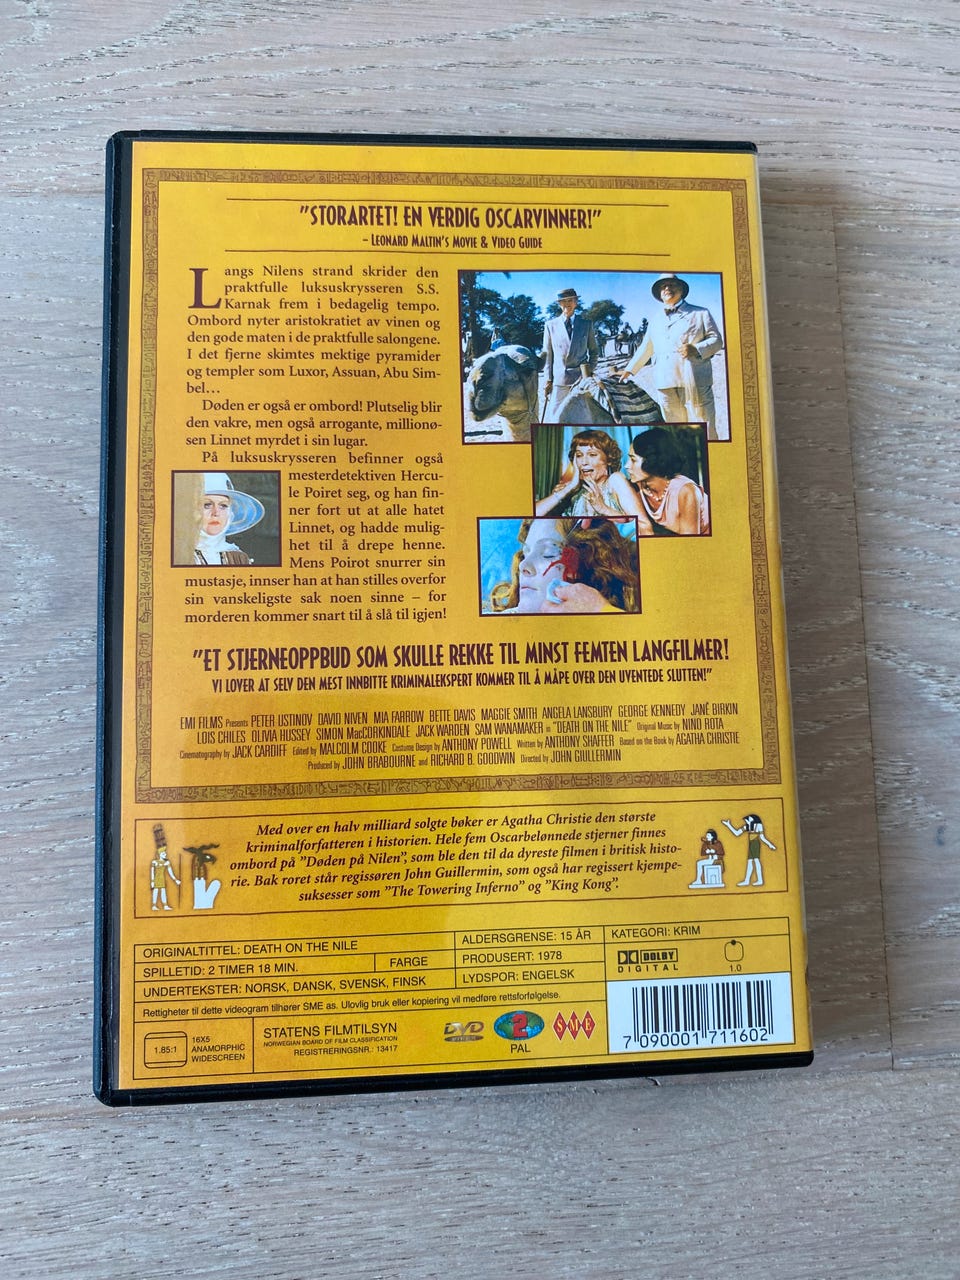 "STORARTET! EN VERDIG OSCARVINNER!"
– LEONARD MALTIN'S MOVIE & VIDEO GUIDE
Langs Nilens strand skrider den
praktfulle luksuskrysseren S.S.
Karnak frem i bedagelig tempo.
Ombord nyter aristokratiet av vinen og
den gode maten i de praktfulle salongene.
I det fjerne skimtes mektige pyramider
og templer som Luxor, Assuan, Abu Sim-
bel...
Døden er også er ombord! Plutselig blir
den vakre, men også arrogante, millionø-
sen Linnet myrdet i sin lugar.
På luksuskrysseren befinner også
mesterdetektiven Hercu-
le Poiret seg, og han fin-
ner fort ut at alle hatet
Linnet, og hadde mulig-
het til å drepe henne.
Mens Poirot snurrer sin
mustasje, innser han at han stilles overfor
sin vanskeligste sak noen sinne – for
morderen kommer snart til å slå til igjen!
"ET STJERNEOPPBUD SOM SKULLE REKKE TIL MINST FEMTEN LANGFILMER!
VI LOVER AT SELV DEN MEST INNBITTE KRIMINALEKSPERT KOMMER TIL Å MÅPE OVER DEN UVENTEDE SLUTTEN!"
EMI FILMS Presents PETER USTINOV DAVID NIVEN MIA FARROW BETTE DAVIS MAGGIE SMITH ANGELA LANSBURY GEORGE KENNEDY JANE BIRKIN
LOIS CHILES OLIVIA HUSSEY SIMON MacCORKINDALE JACK WARDEN SAM WANAMAKER in "DEATH ON THE NILE" Original Music by NINO ROTA
Cinematography by JACK CARDIFF Edited by MALCOLM COOKE Costume Design by ANTHONY POWELL Written by ANTHONY SHAFFER Based on the Book by AGATHA CHRISTIE
Produced by JOHN BRABOURNE and RICHARD B. GOODWIN Directed by JOHN GIULLERMIN
Med over en halv milliard solgte bøker er Agatha Christie den største
kriminalforfatteren i historien. Hele fem Oscarbelønnede stjerner finnes
ombord på "Døden på Nilen", som ble den til da dyreste filmen i britisk histo-
rie. Bak roret står regissøren John Guillermin, som også har regissert kjempe-
suksesser som "The Towering Inferno" og "King Kong".
ORIGINALTITTEL: DEATH ON THE NILE
ALDERSGRENSE: 15 ÅR
KATEGORI: KRIM
SPILLETID: 2 TIMER 18 MIN.
FARGE
PRODUSERT: 1978
UNDERTEKSTER: NORSK, DANSK, SVENSK, FINSK
LYDSPOR: ENGELSK
DOLBY
DIGITAL
1.0
Rettigheter til dette videogram tilhører SME as. Ulovlig bruk eller kopiering vil medføre rettsforfølgelse.
1.85:1
16X5
ANAMORPHIC
WIDESCREEN
STATENS FILMTILSYN
NORWEGIAN BOARD OF FILM CLASSIFICATION
REGISTRERINGSNR.: 13417
DVD
VIDEO
2
PAL
SME
7 090001 711602